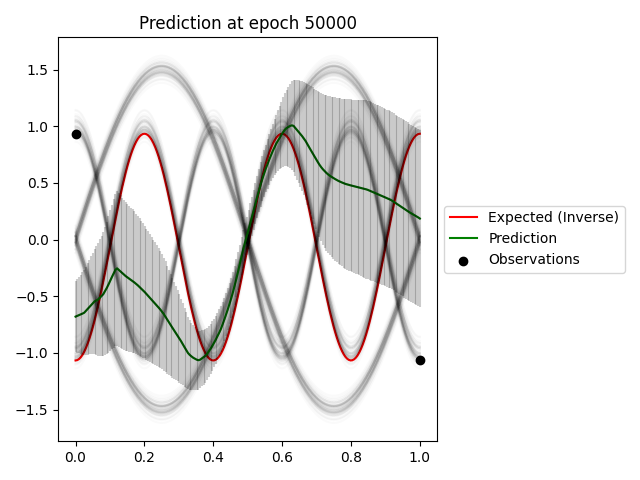 Prediction at epoch 50000
1.5
1.0
0.5
0.0
−0.5
−1.0
−1.5
0.0 0.2 0.4 0.6 0.8 1.0
Expected (Inverse)
Prediction
Observations